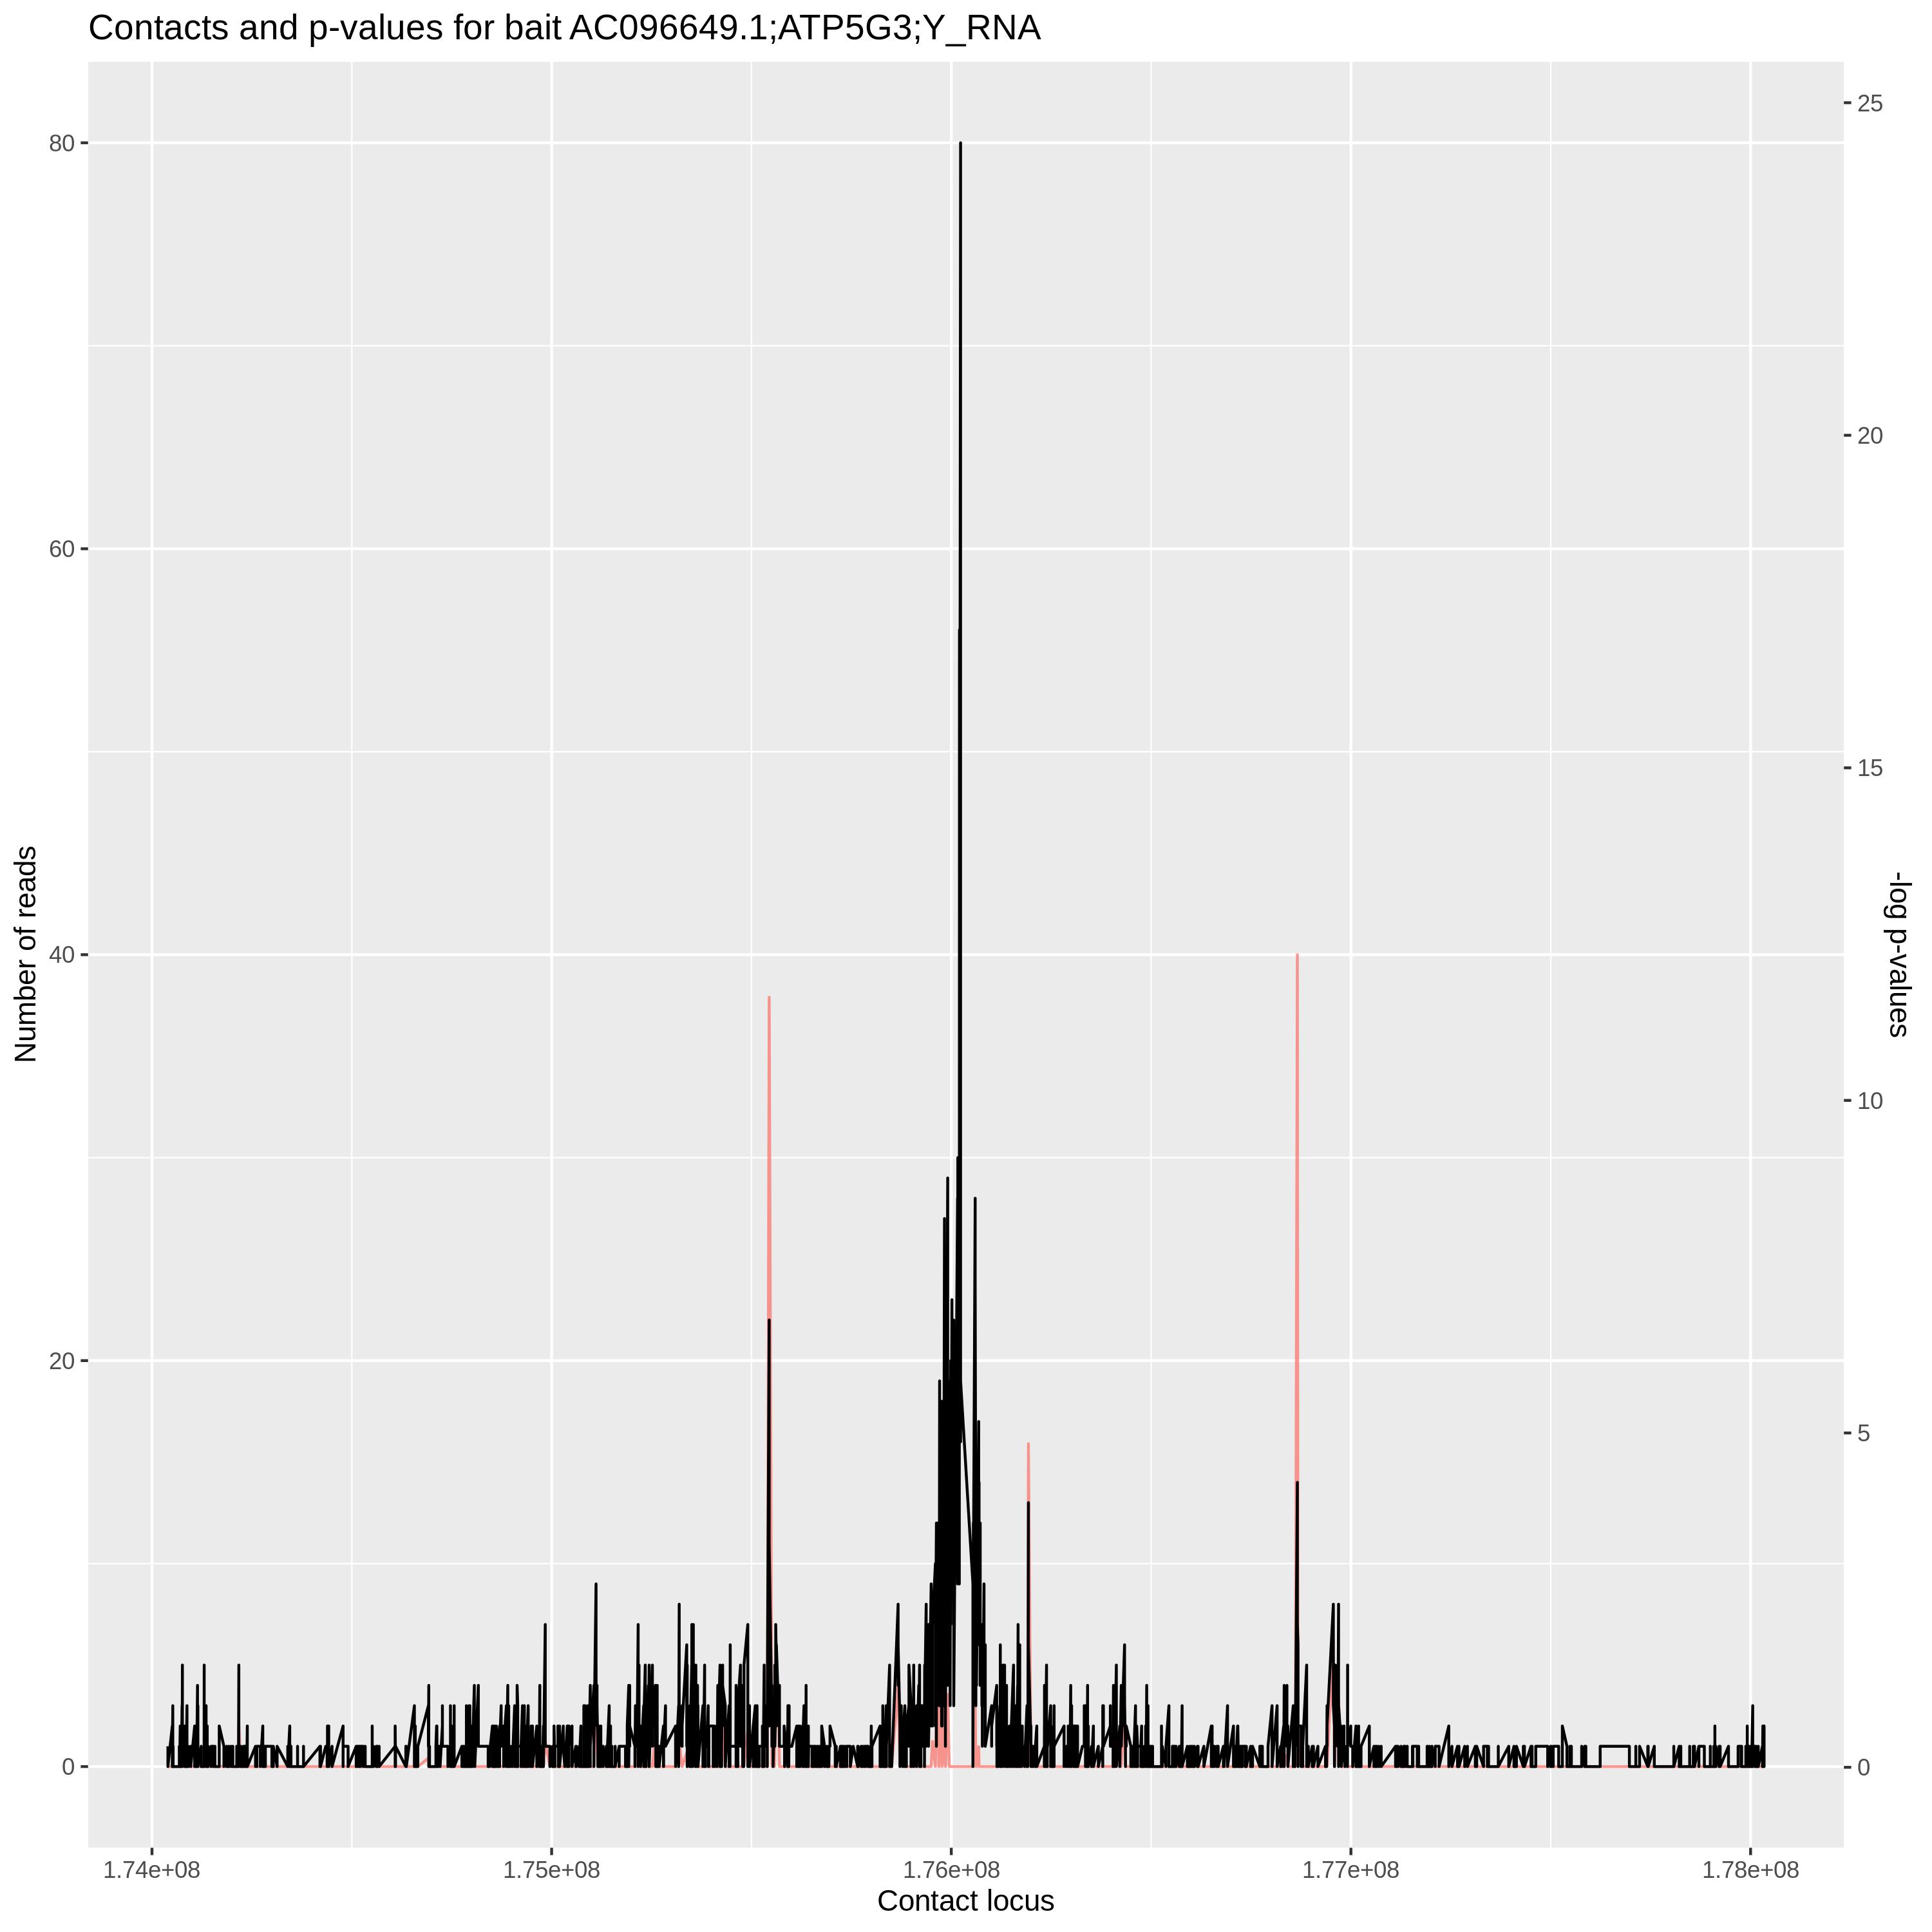 Contacts and p-values for bait AC096649.1;ATP5G3;Y_RNA
80
60
40
20
0
Number of reads
25
20
15
10
5
0
-log p-values
1.74e+08
1.75e+08
1.76e+08
1.77e+08
1.78e+08
Contact locus